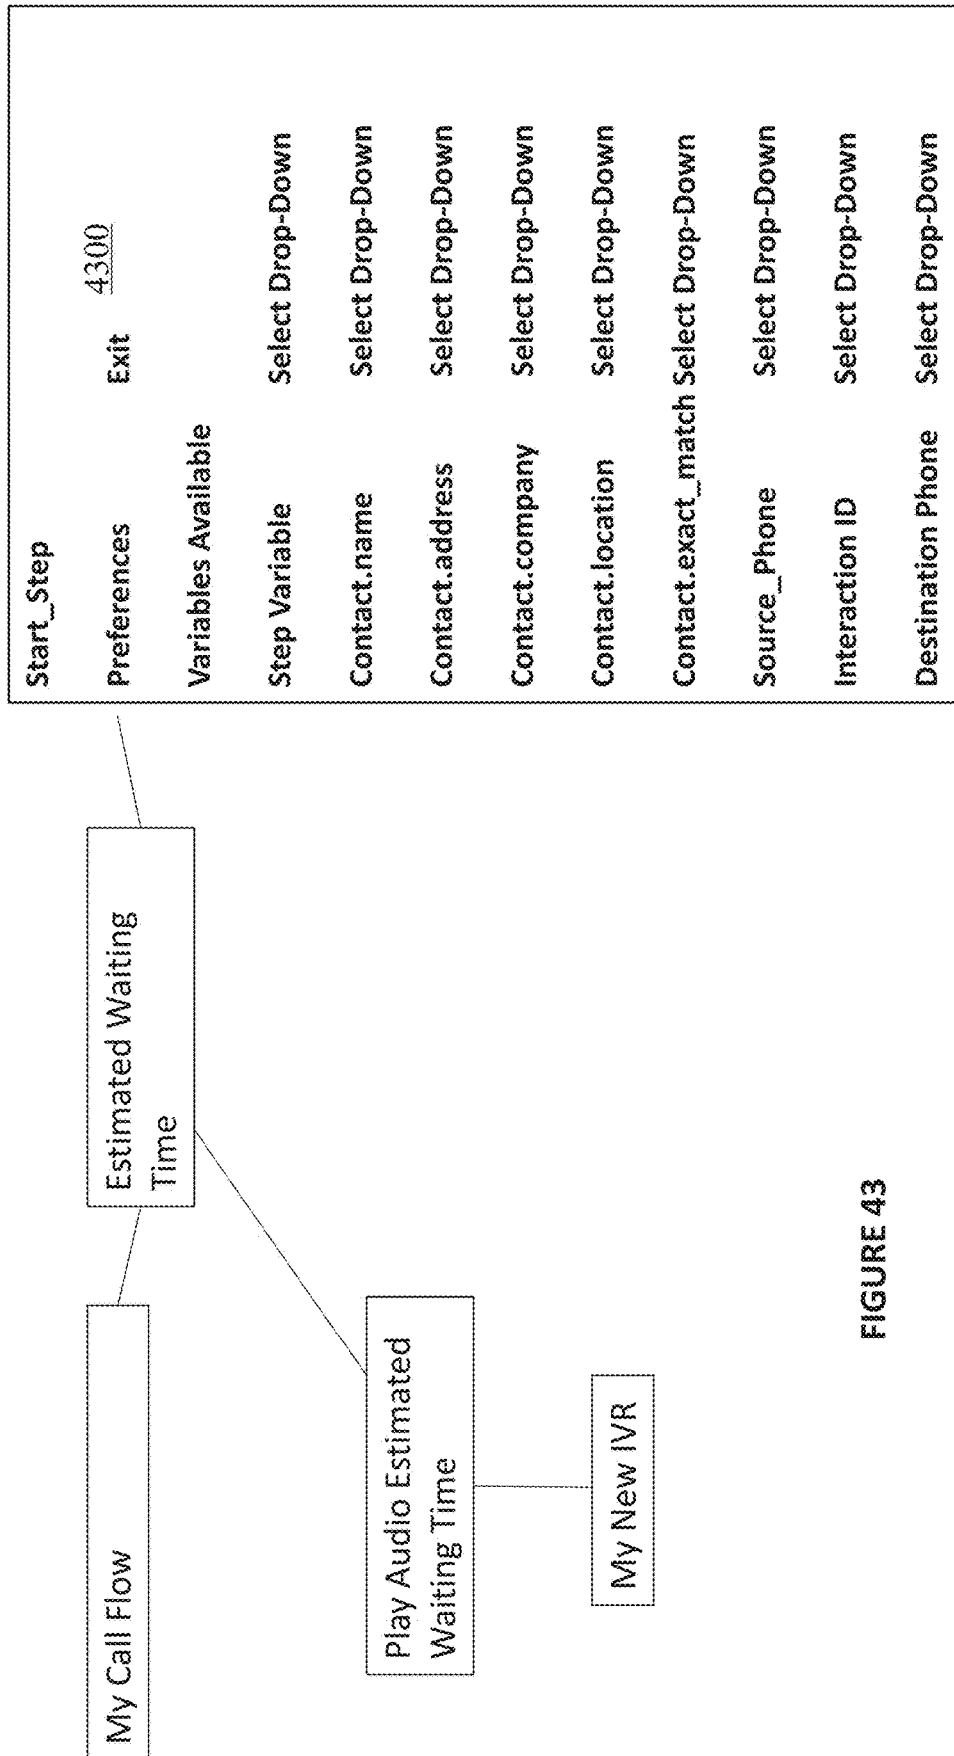 My Call Flow
Estimated Waiting
Time
Play Audio Estimated
Waiting Time
My New IVR
Start_Step
Preferences Exit 4300
Variables Available
Step Variable Select Drop-Down
Contact.name Select Drop-Down
Contact.address Select Drop-Down
Contact.company Select Drop-Down
Contact.location Select Drop-Down
Contact.exact_match Select Drop-Down
Source_Phone Select Drop-Down
Interaction ID Select Drop-Down
Destination Phone Select Drop-Down
FIGURE 43